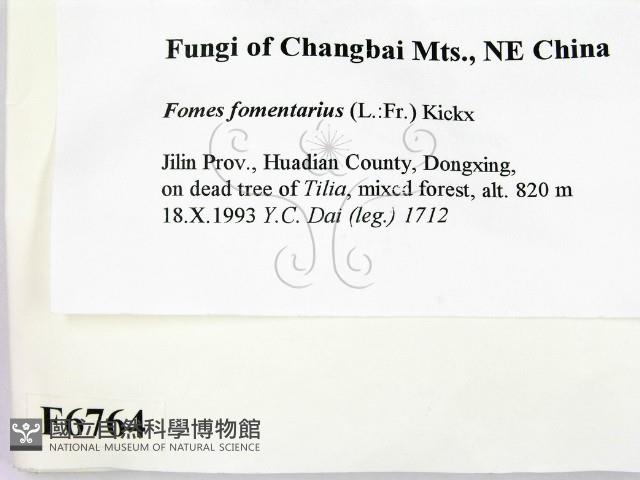 Fungi of Changbai Mts., NE China
Fomes fomentarius (L.:Fr.) Kickx
Jilin Prov., Huadian County, Dongxing,
on dead tree of Tilia, mixed forest, alt. 820 m
18.X.1993 Y.C. Dai (leg.) 1712
F6764
國立自然科學博物館
NATIONAL MUSEUM OF NATURAL SCIENCE